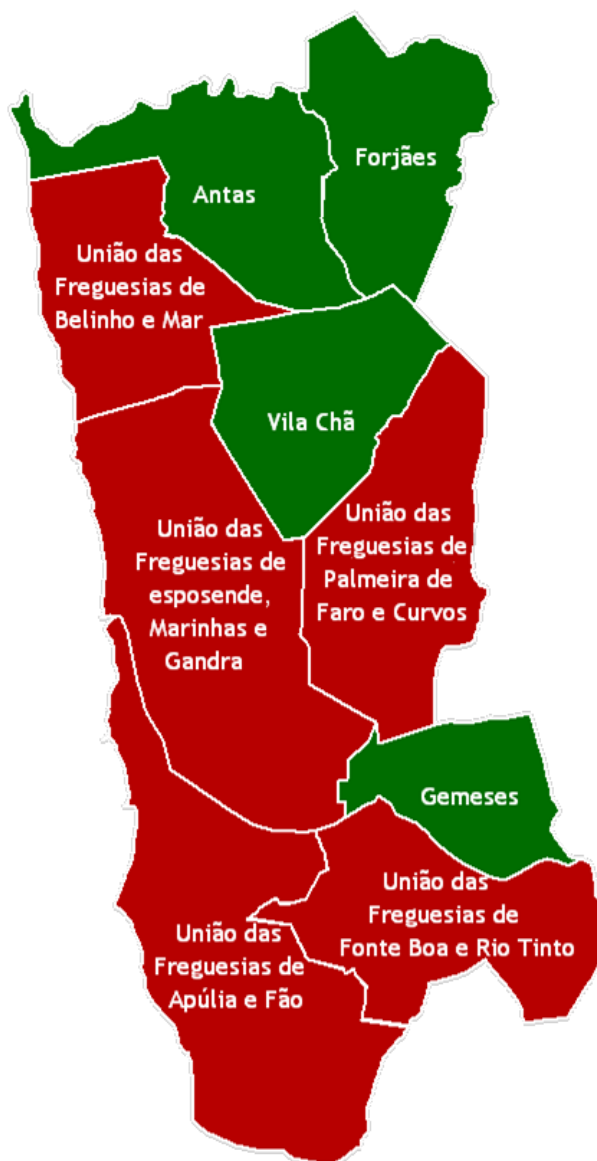 Forjães
Antas
União das
Freguesias de
Belinho e Mar
Vila Chã
União das
Freguesias de
esposende,
Marinhas e
Gandra
União das
Freguesias de
Palmeira de
Faro e Curvos
Gemeses
União das
Freguesias de
Fonte Boa e Rio Tinto
União das
Freguesias de
Apúlia e Fão